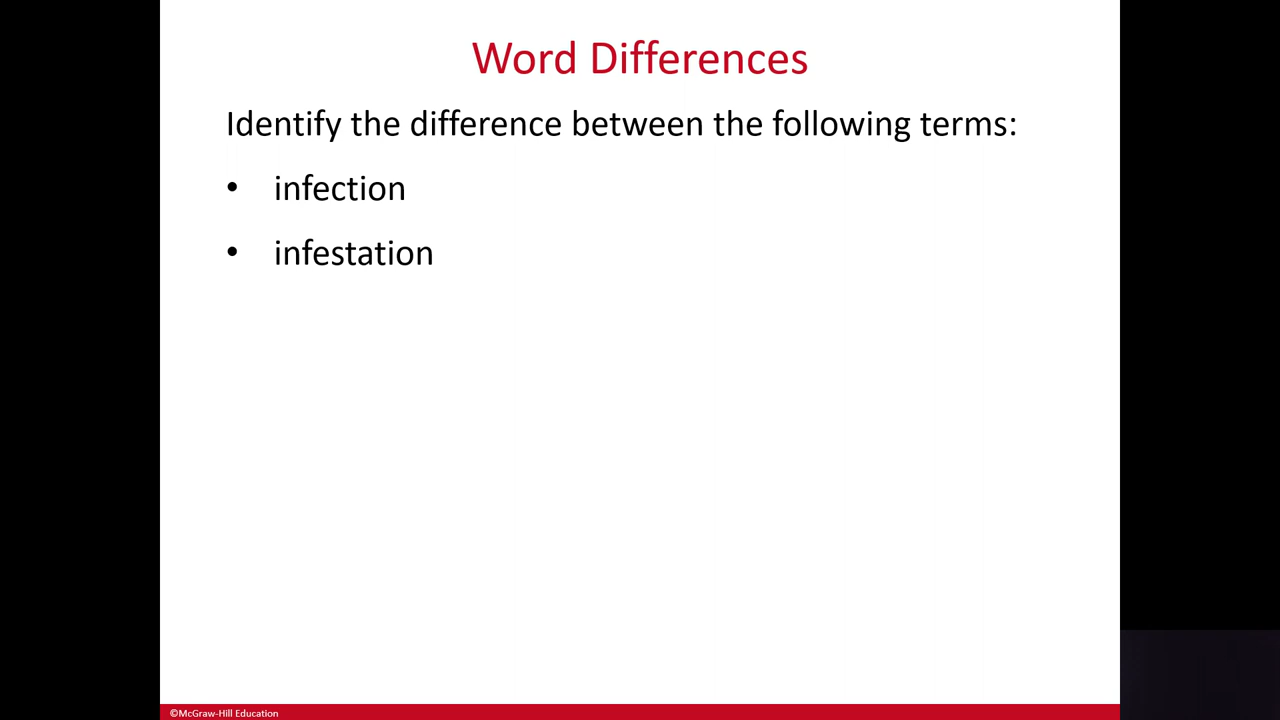 Word Differences
Identify the difference between the following terms:
• infection
• infestation
©McGraw-Hill Education